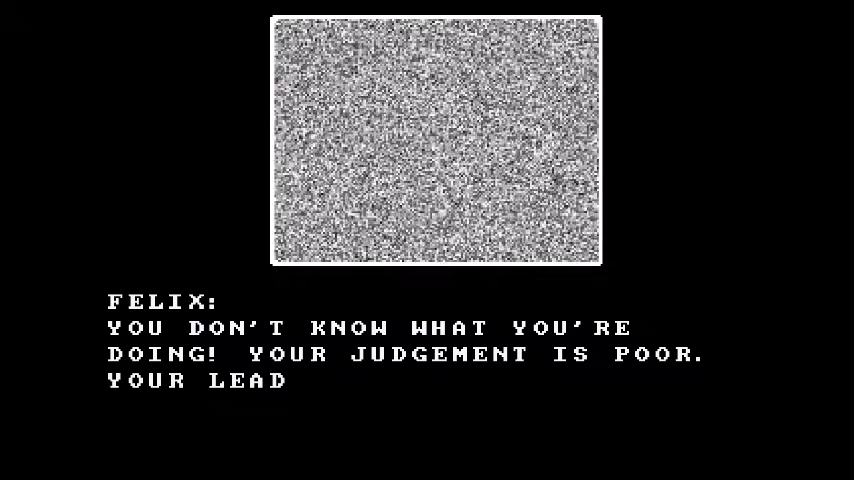 FELIX:
YOU DON'T KNOW WHAT YOU'RE
DOING! YOUR JUDGEMENT IS POOR.
YOUR LEAD